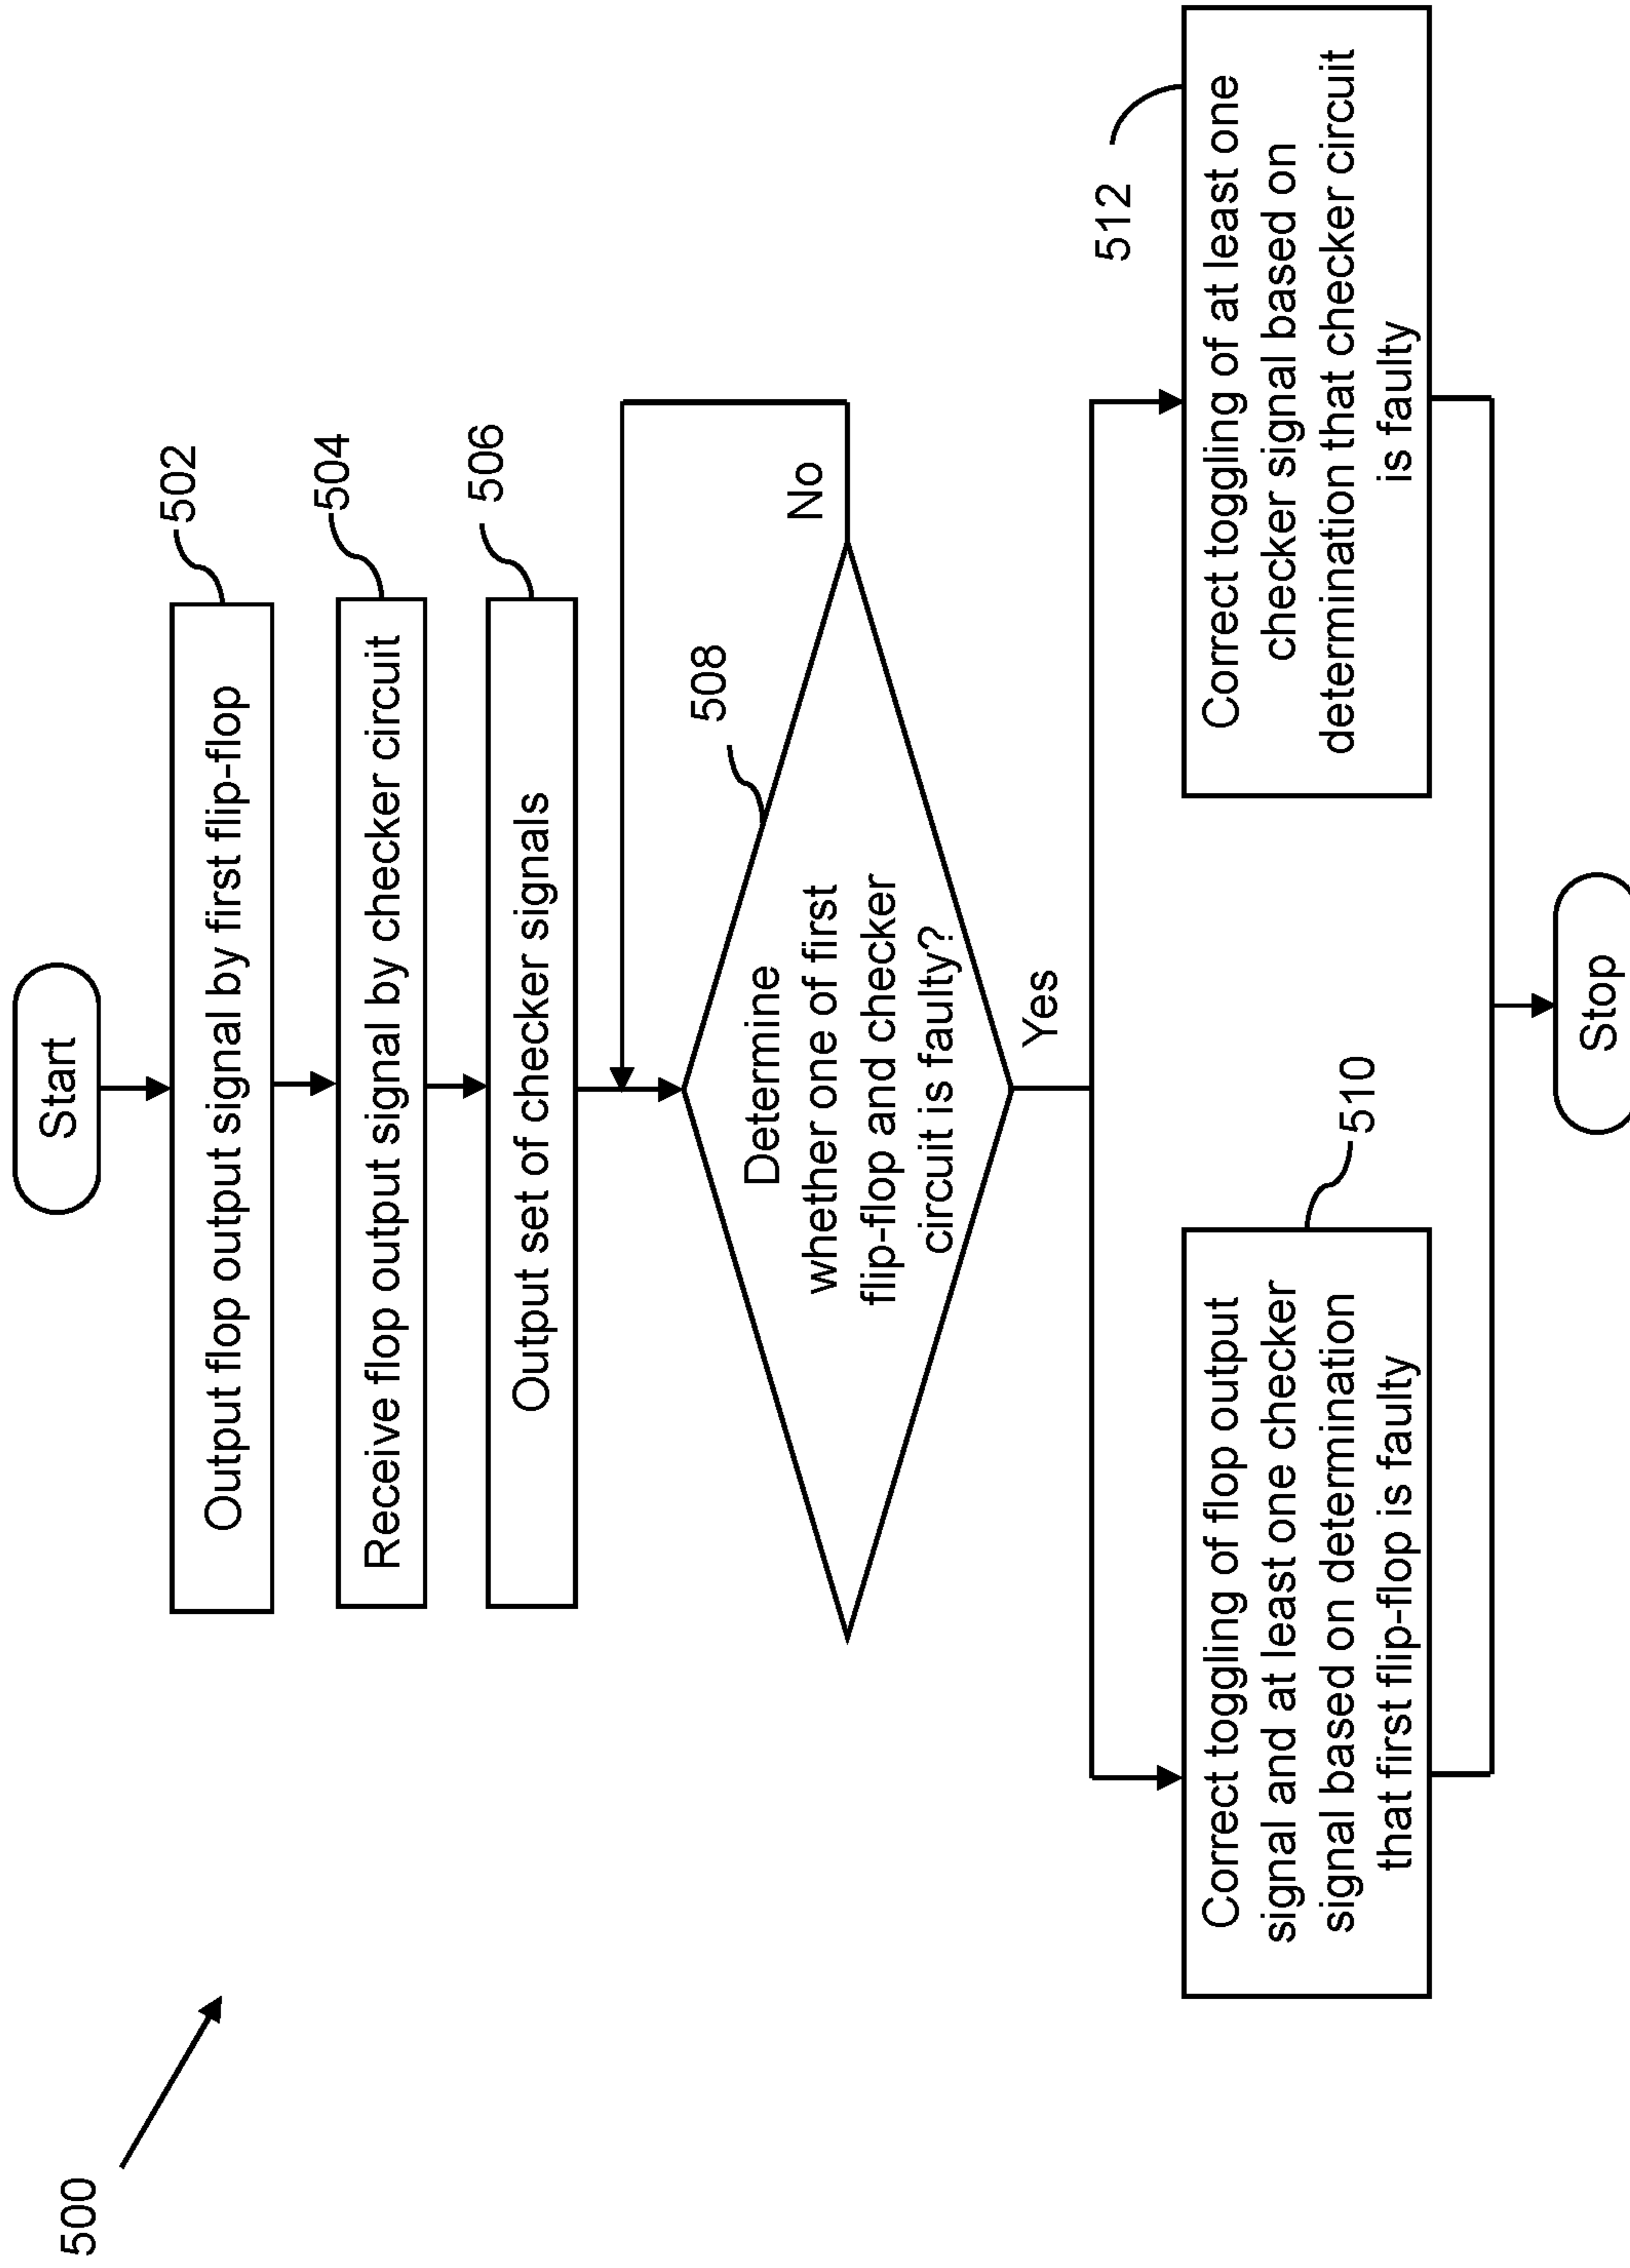 500
Start
Output flop output signal by first flip-flop
502
Receive flop output signal by checker circuit
504
Output set of checker signals
506
Determine
whether one of first
flip-flop and checker
circuit is faulty?
508
No
Yes
Correct toggling of flop output
signal and at least one checker
signal based on determination
that first flip-flop is faulty
510
Correct toggling of at least one
checker signal based on
determination that checker circuit
is faulty
512
Stop